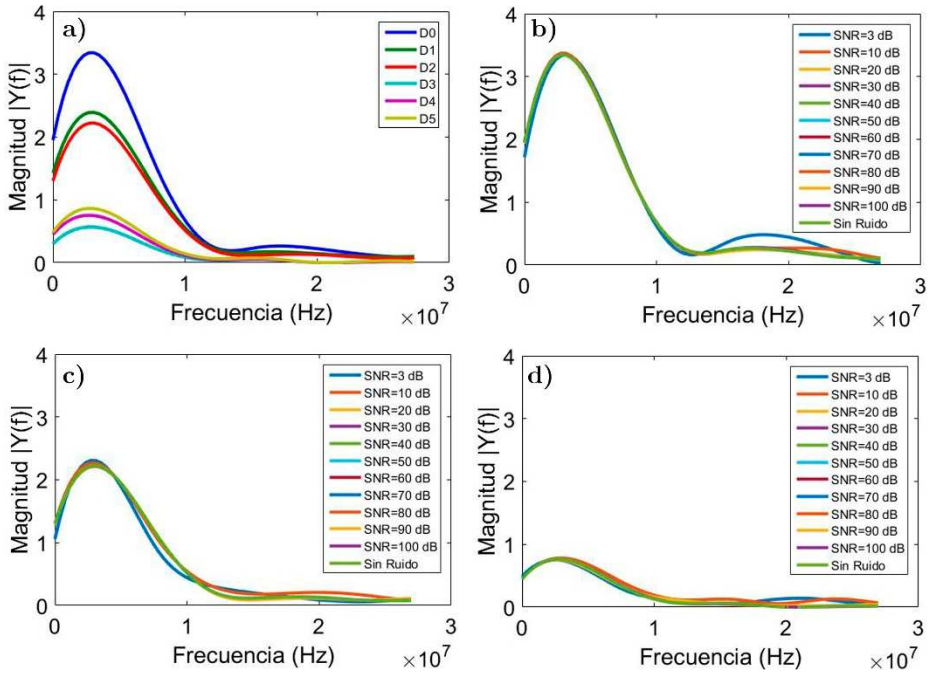 a)
4
3
2
1
0
0
1
2
3
Magnitud |Y(f)|
Frecuencia (Hz)
×10⁷
D0
D1
D2
D3
D4
D5
b)
4
3
2
1
0
0
1
2
3
Magnitud |Y(f)|
Frecuencia (Hz)
×10⁷
SNR=3 dB
SNR=10 dB
SNR=20 dB
SNR=30 dB
SNR=40 dB
SNR=50 dB
SNR=60 dB
SNR=70 dB
SNR=80 dB
SNR=90 dB
SNR=100 dB
Sin Ruido
c)
4
3
2
1
0
0
1
2
3
Magnitud |Y(f)|
Frecuencia (Hz)
×10⁷
SNR=3 dB
SNR=10 dB
SNR=20 dB
SNR=30 dB
SNR=40 dB
SNR=50 dB
SNR=60 dB
SNR=70 dB
SNR=80 dB
SNR=90 dB
SNR=100 dB
Sin Ruido
d)
4
3
2
1
0
0
1
2
3
Magnitud |Y(f)|
Frecuencia (Hz)
×10⁷
SNR=3 dB
SNR=10 dB
SNR=20 dB
SNR=30 dB
SNR=40 dB
SNR=50 dB
SNR=60 dB
SNR=70 dB
SNR=80 dB
SNR=90 dB
SNR=100 dB
Sin Ruido